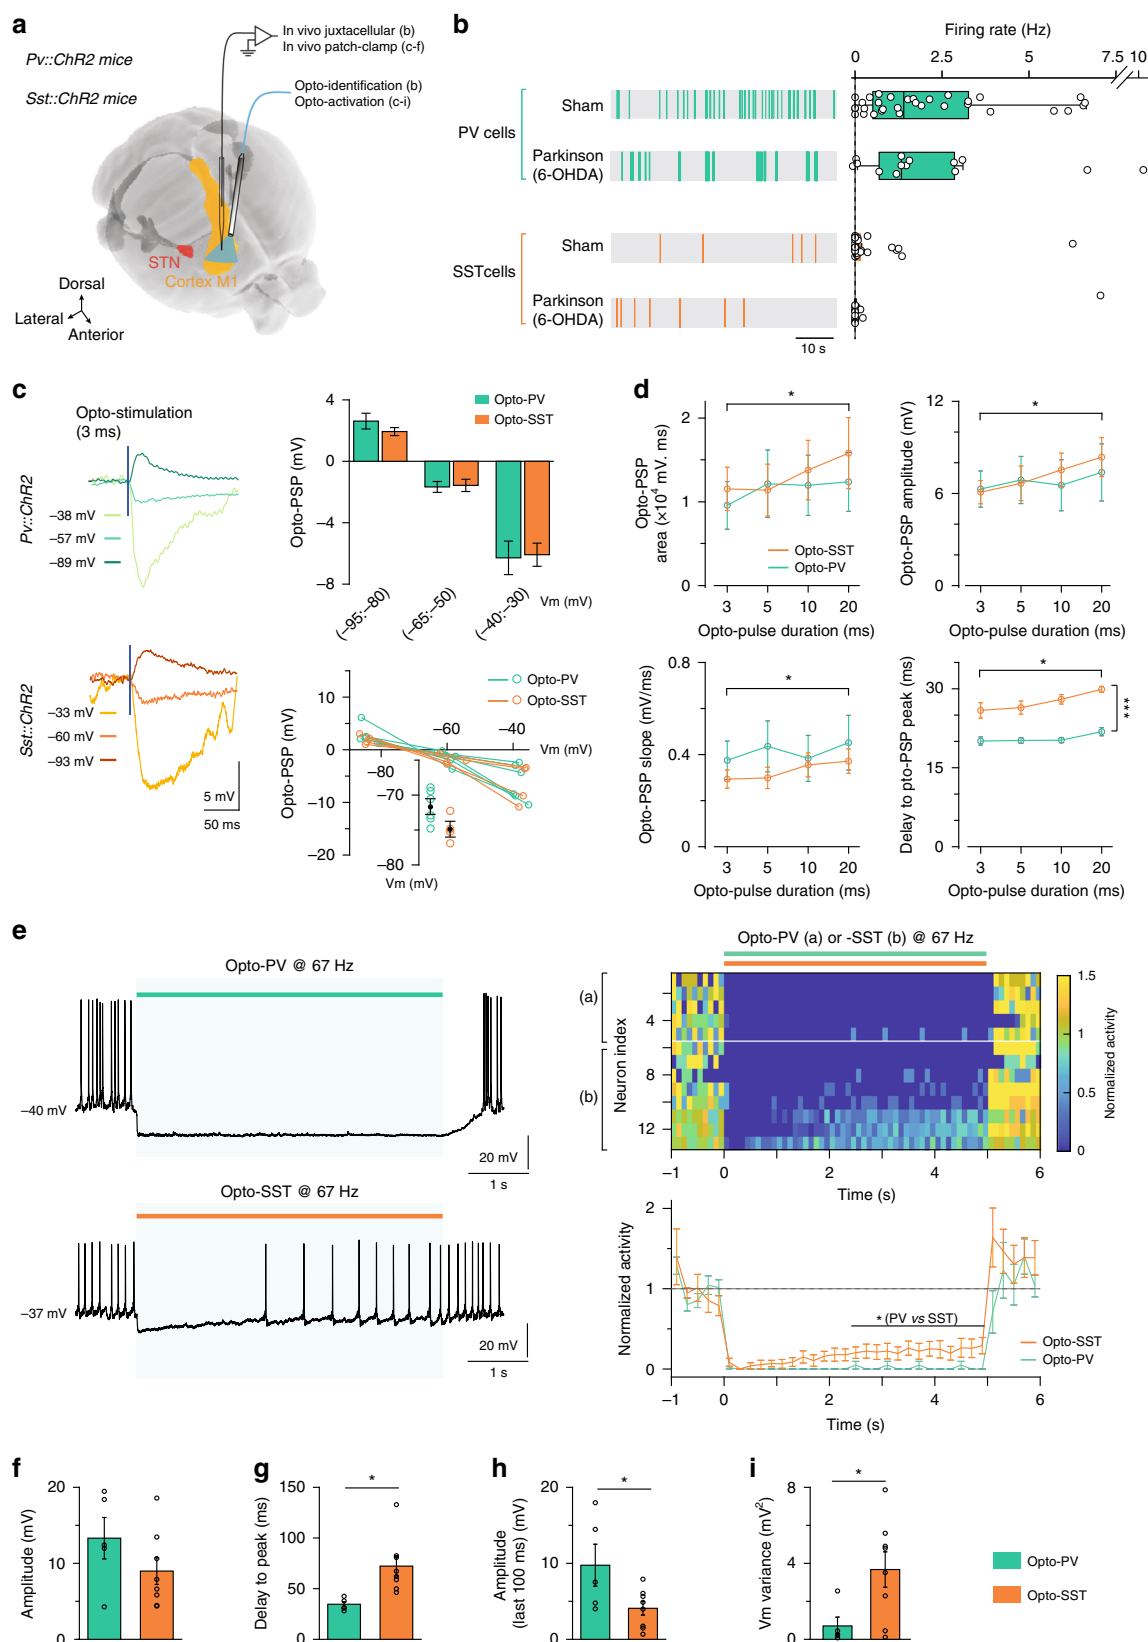 a
Pv::ChR2 mice
Sst::ChR2 mice
In vivo juxtacellular (b)
In vivo patch-clamp (c-f)
Opto-identification (b)
Opto-activation (c-i)
STN
Cortex M1
Dorsal
Lateral
Anterior
b
Firing rate (Hz)
0 2.5 5 7.5 10
PV cells
Sham
Parkinson
(6-OHDA)
SSTcells
Sham
Parkinson
(6-OHDA)
10 s
c
Opto-stimulation
(3 ms)
Pv::ChR2
−38 mV
−57 mV
−89 mV
Sst::ChR2
−33 mV
−60 mV
−93 mV
5 mV
50 ms
Opto-PSP (mV)
4
0
−4
−8
Opto-PV
Opto-SST
(−95:−80) (−65:−50) (−40:−30) Vm (mV)
Opto-PSP (mV)
10
0
−10
−20
Opto-PV
Opto-SST
−80 −60 −40
Vm (mV)
−70
−80
Vm (mV)
d
Opto-PSP
area (×10⁴ mV. ms)
2
1
0
*
Opto-SST
Opto-PV
3 5 10 20
Opto-pulse duration (ms)
Opto-PSP amplitude (mV)
12
6
0
*
3 5 10 20
Opto-pulse duration (ms)
Opto-PSP slope (mV/ms)
0.8
0.4
0
*
3 5 10 20
Opto-pulse duration (ms)
Delay to pto-PSP peak (ms)
30
15
0
*
***
3 5 10 20
Opto-pulse duration (ms)
e
Opto-PV @ 67 Hz
−40 mV
20 mV
1 s
Opto-SST @ 67 Hz
−37 mV
20 mV
1 s
Opto-PV (a) or -SST (b) @ 67 Hz
(a)
(b)
Neuron index
4
8
12
−1 0 2 4 6
Time (s)
1.5
1
0.5
0
Normalized activity
Normalized activity
2
1
0
* (PV vs SST)
Opto-SST
Opto-PV
−1 0 2 4 6
Time (s)
f
Amplitude (mV)
20
10
0
g
Delay to peak (ms)
150
100
50
0
*
h
Amplitude
(last 100 ms) (mV)
20
10
0
*
i
Vm variance (mV²)
8
4
0
*
Opto-PV
Opto-SST